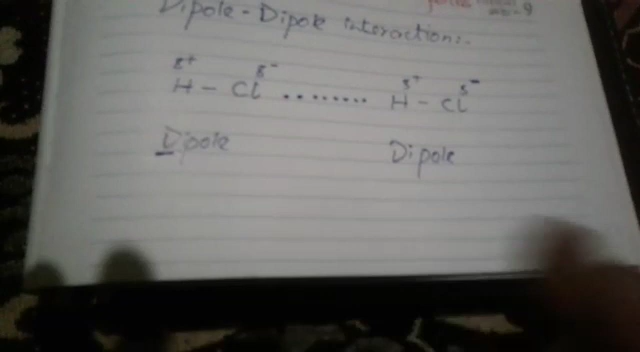 Dipole - Dipole interactions.
δ+ δ- δ+ δ-
H - Cl ........ H - Cl
Dipole Dipole